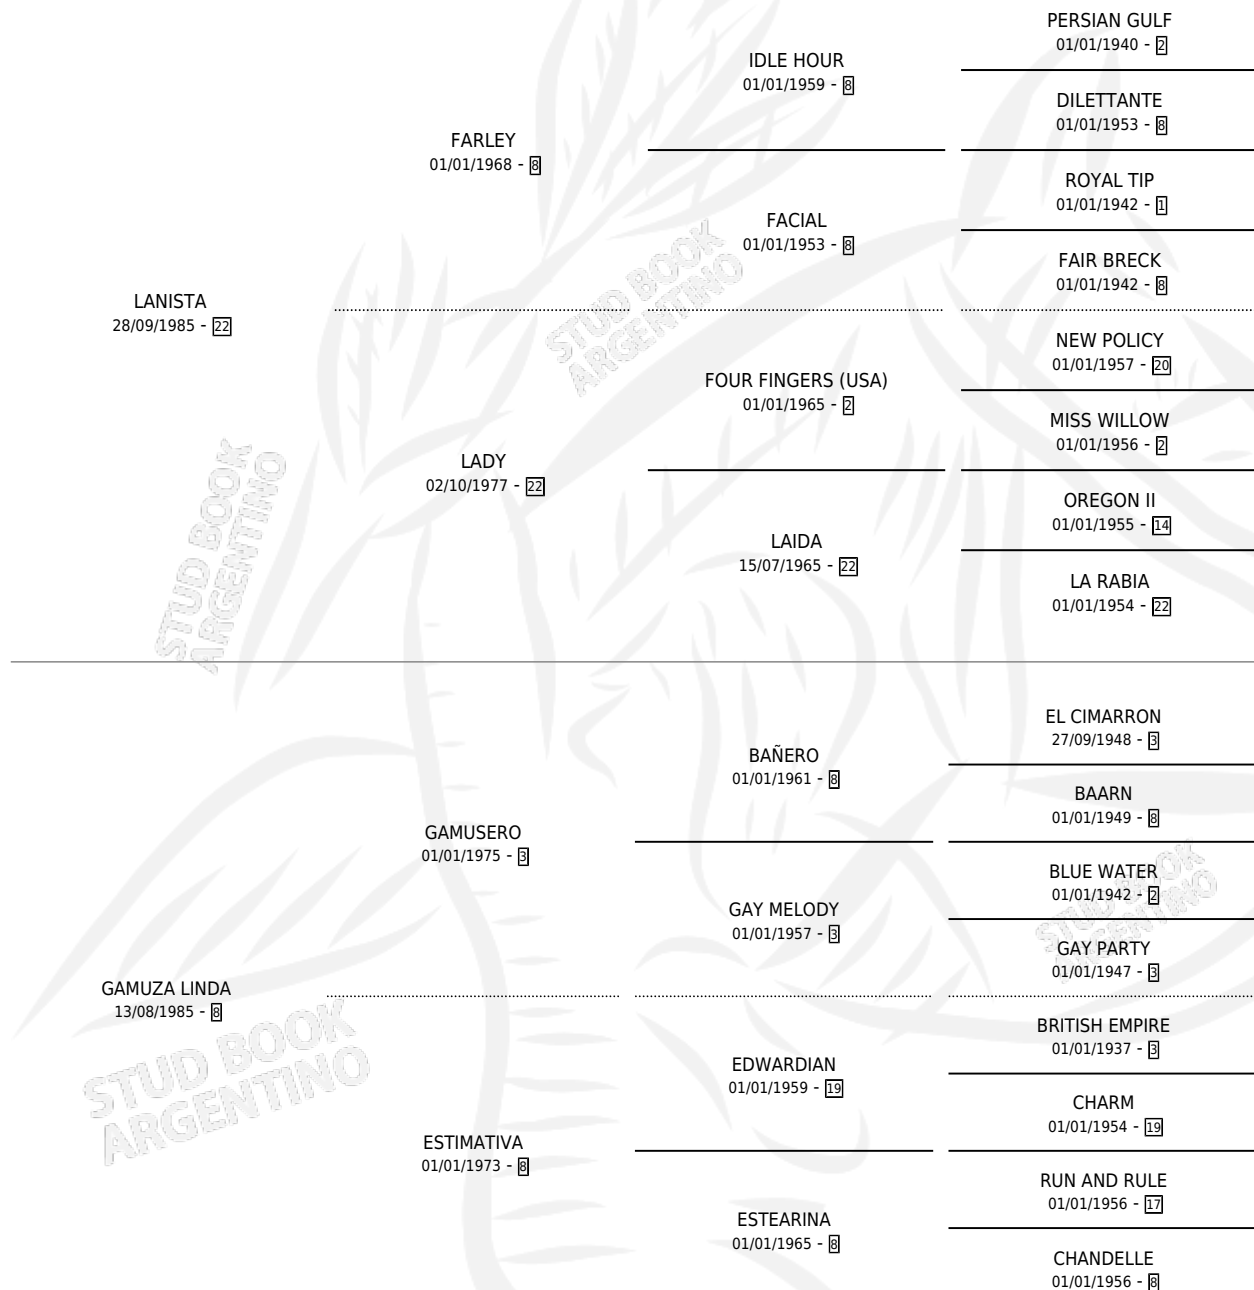 PERSIAN GULF
01/01/1940 - 2
IDLE HOUR
01/01/1959 - 8
DILETTANTE
01/01/1953 - 8
FARLEY
01/01/1968 - 8
ROYAL TIP
01/01/1942 - 1
FACIAL
01/01/1953 - 8
FAIR BRECK
01/01/1942 - 8
LANISTA
28/09/1985 - 22
NEW POLICY
01/01/1957 - 20
FOUR FINGERS (USA)
01/01/1965 - 2
MISS WILLOW
01/01/1956 - 2
LADY
02/10/1977 - 22
OREGON II
01/01/1955 - 14
LAIDA
15/07/1965 - 22
LA RABIA
01/01/1954 - 22
EL CIMARRON
27/09/1948 - 3
BAÑERO
01/01/1961 - 8
BAARN
01/01/1949 - 8
GAMUSERO
01/01/1975 - 3
BLUE WATER
01/01/1942 - 2
GAY MELODY
01/01/1957 - 3
GAY PARTY
01/01/1947 - 3
GAMUZA LINDA
13/08/1985 - 8
BRITISH EMPIRE
01/01/1937 - 3
EDWARDIAN
01/01/1959 - 19
CHARM
01/01/1954 - 19
ESTIMATIVA
01/01/1973 - 8
RUN AND RULE
01/01/1956 - 17
ESTEARINA
01/01/1965 - 8
CHANDELLE
01/01/1956 - 8
STUD BOOK
ARGENTINO
STUD BOOK
ARGENTINO
STUD BOOK
ARGENTINO
STUD BOOK
ARGENTINO